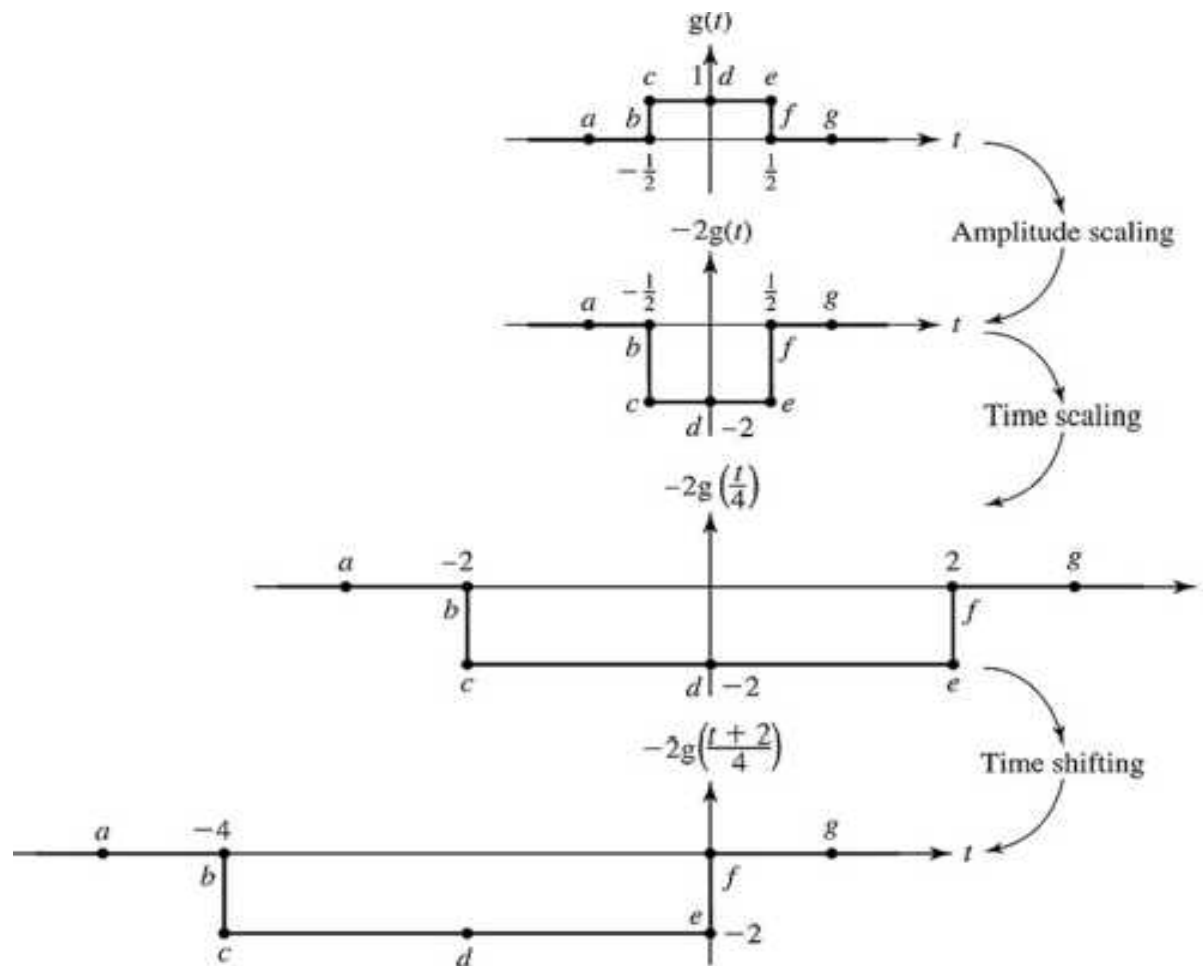 g(t)
c 1 d e
a b f g
t
−1/2 1/2
Amplitude scaling
−2g(t)
−1/2 1/2
a g
t
b f
c e
d −2
Time scaling
−2g(t/4)
a −2 2 g
b f
c d −2 e
−2g((t + 2)/4)
Time shifting
a −4 g
t
b f
e −2
c d